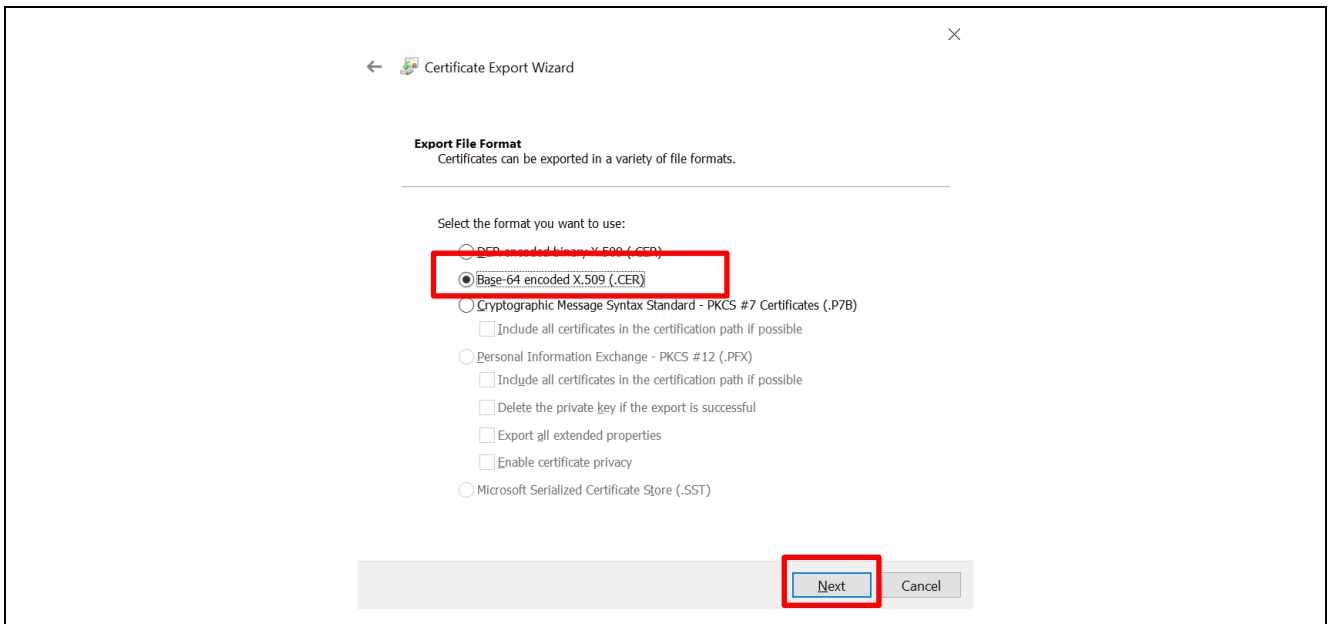 Certificate Export Wizard
Export File Format
Certificates can be exported in a variety of file formats.
Select the format you want to use:
DER encoded binary X.509 (.CER)
Base-64 encoded X.509 (.CER)
Cryptographic Message Syntax Standard - PKCS #7 Certificates (.P7B)
Include all certificates in the certification path if possible
Personal Information Exchange - PKCS #12 (.PFX)
Include all certificates in the certification path if possible
Delete the private key if the export is successful
Export all extended properties
Enable certificate privacy
Microsoft Serialized Certificate Store (.SST)
Next Cancel